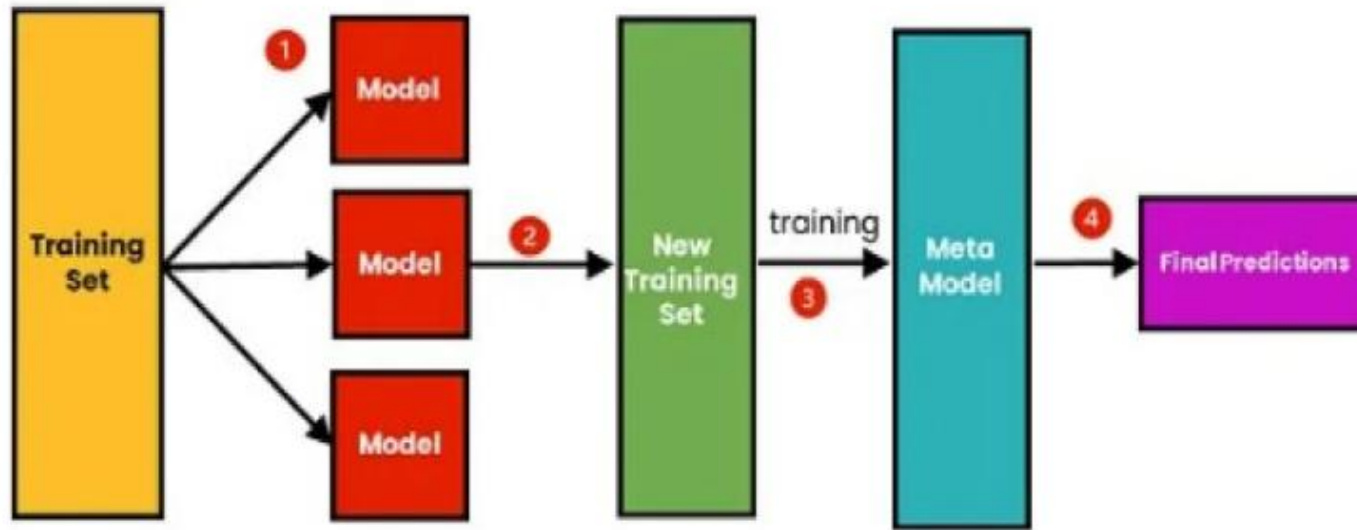 1
Model
Training
Set
Model
2
New
Training
Set
training
3
Meta
Model
4
Final Predictions
Model